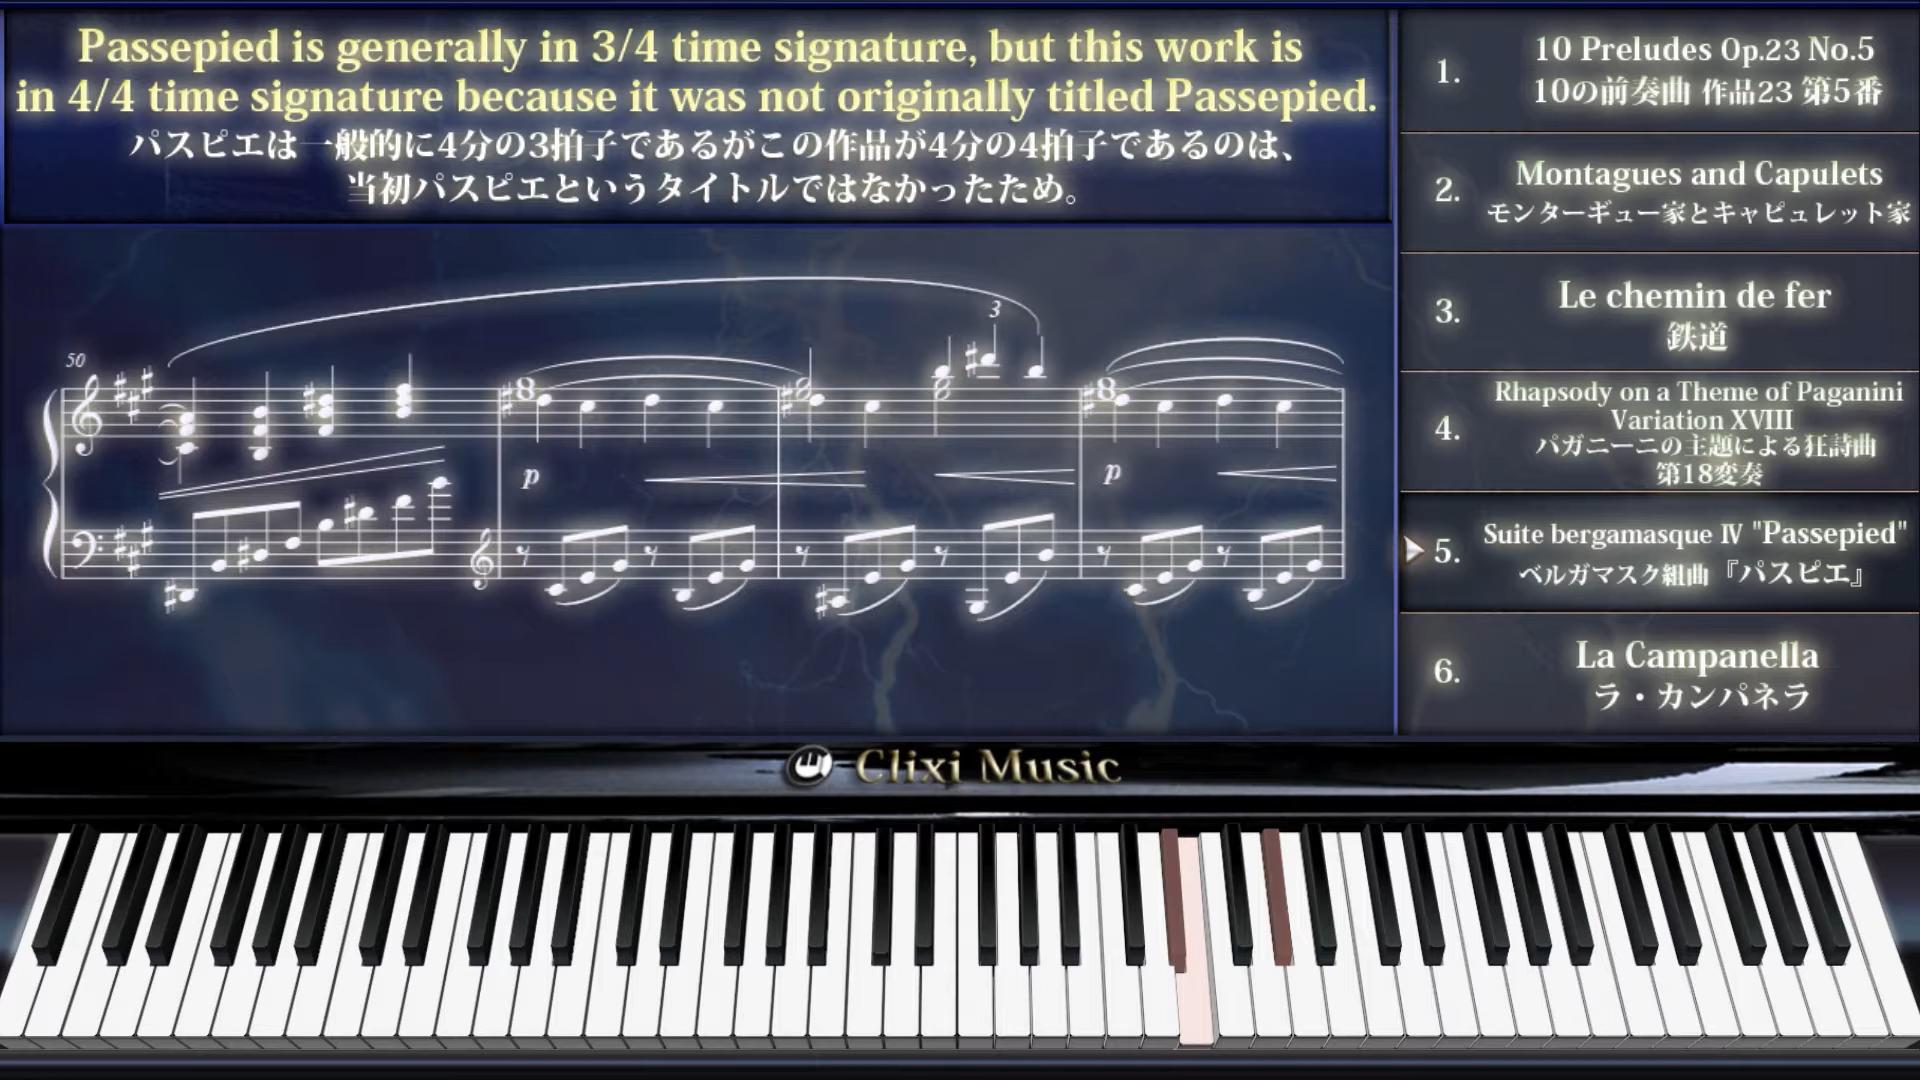 Passepied is generally in 3/4 time signature, but this work is
in 4/4 time signature because it was not originally titled Passepied.
パスピエは一般的に4分の3拍子であるがこの作品が4分の4拍子であるのは、
当初パスピエというタイトルではなかったため。
50
3
p
p
1.
10 Preludes Op.23 No.5
10の前奏曲 作品23 第5番
2.
Montagues and Capulets
モンターギュー家とキャピュレット家
3.
Le chemin de fer
鉄道
4.
Rhapsody on a Theme of Paganini
Variation XVIII
パガニーニの主題による狂詩曲
第18変奏
5.
Suite bergamasque Ⅳ "Passepied"
ベルガマスク組曲『パスピエ』
6.
La Campanella
ラ・カンパネラ
Clixi Music